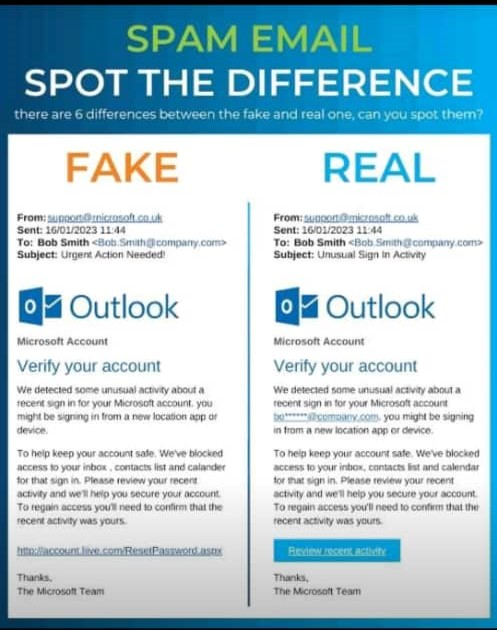 SPAM EMAIL
SPOT THE DIFFERENCE
there are 6 differences between the fake and real one, can you spot them?
FAKE
From: support@rnicrosoft.co.uk
Sent: 16/01/2023 11:44
To: Bob Smith <Bob.Smith@company.com>
Subject: Urgent Action Needed!
Outlook
Microsoft Account
Verify your account
We detected some unusual activity about a
recent sign in for your Microsoft account. you
might be signing in from a new location app or
device.
To help keep your account safe. We've blocked
access to your inbox , contacts list and calander
for that sign in. Please review your recent
activity and we'll help you secure your account.
To regain access you'll need to confirm that the
recent activity was yours.
http://account.live.com/ResetPassword.aspx
Thanks,
The Microsoft Team
REAL
From: support@microsoft.co.uk
Sent: 16/01/2023 11:44
To: Bob Smith <Bob.Smith@company.com>
Subject: Unusual Sign In Activity
Outlook
Microsoft Account
Verify your account
We detected some unusual activity about a
recent sign in for your Microsoft account
bo******@company.com. you might be signing
in from a new location app or device.
To help keep your account safe. We've blocked
access to your inbox, contacts list and calendar
for that sign in. Please review your recent
activity and we'll help you secure your account.
To regain access you'll need to confirm that the
recent activity was yours.
Review recent activity
Thanks,
The Microsoft Team